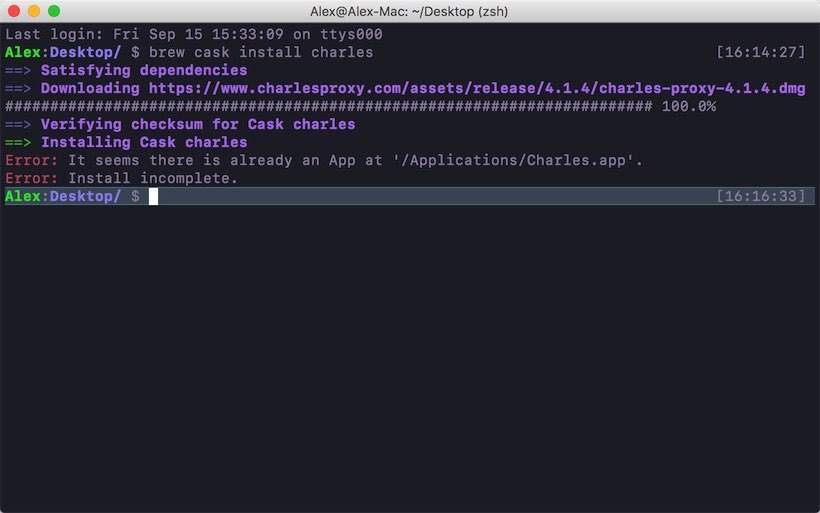 Alex@Alex-Mac: ~/Desktop (zsh)
Last login: Fri Sep 15 15:33:09 on ttys000
Alex:Desktop/ $ brew cask install charles [16:14:27]
==> Satisfying dependencies
==> Downloading https://www.charlesproxy.com/assets/release/4.1.4/charles-proxy-4.1.4.dmg
######################################################################## 100.0%
==> Verifying checksum for Cask charles
==> Installing Cask charles
Error: It seems there is already an App at '/Applications/Charles.app'.
Error: Install incomplete.
Alex:Desktop/ $ [16:16:33]